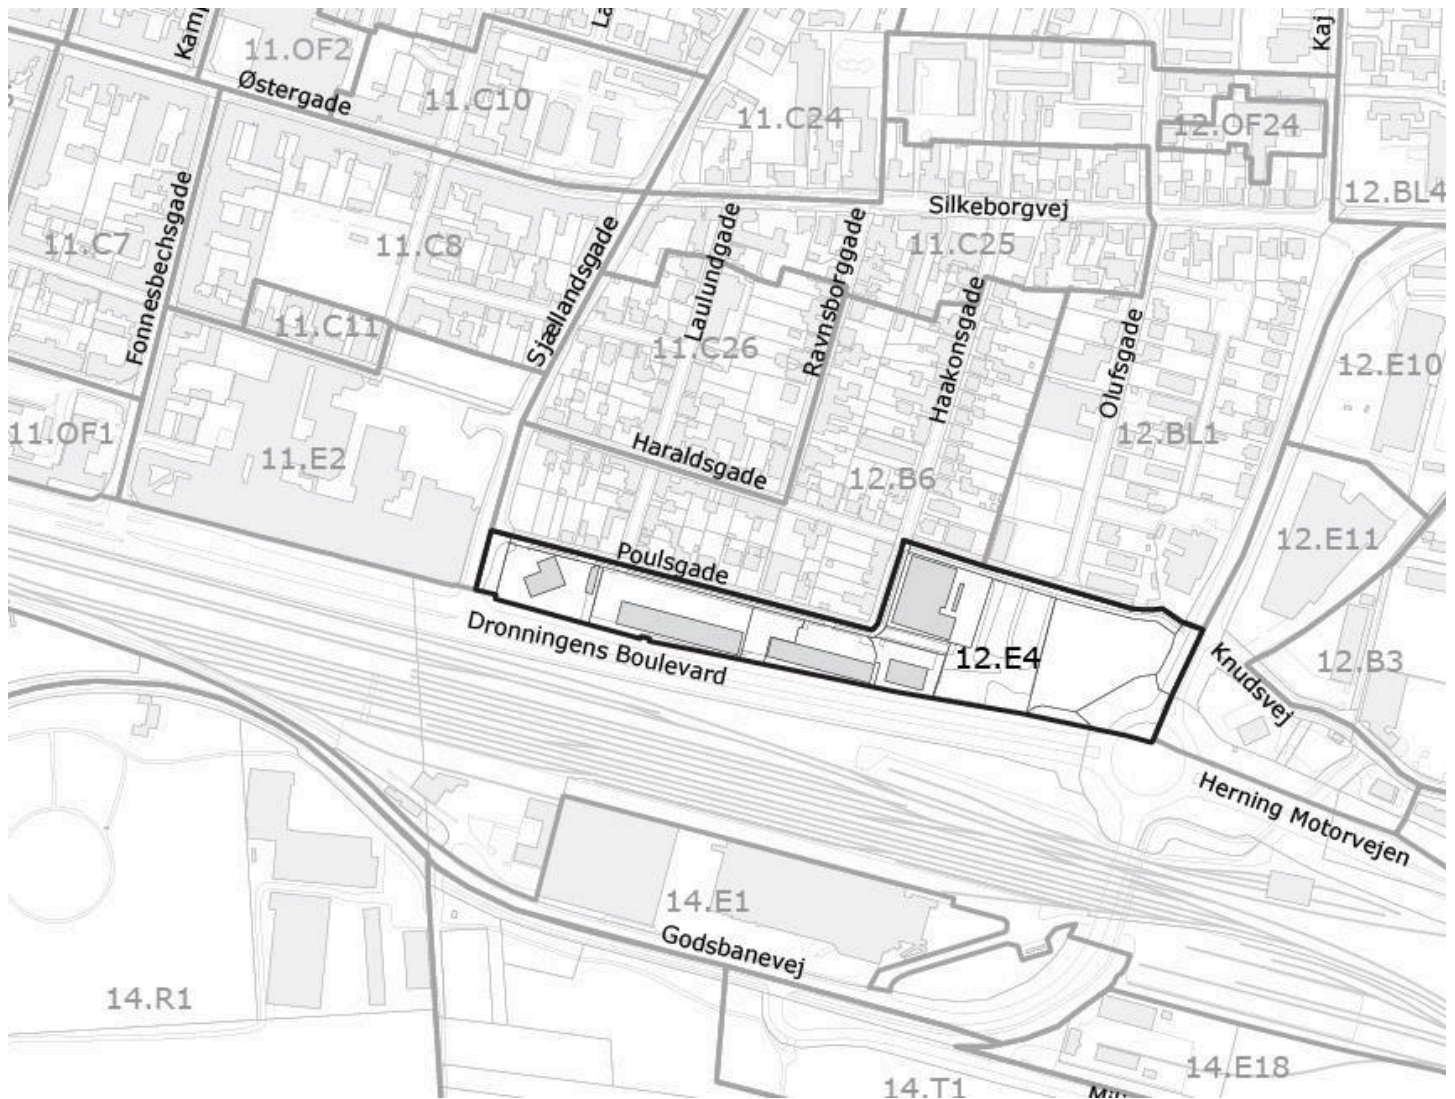 Kaj
11.OF2
Østergade
11.C10
11.C24
12.OF24
12.BL4
Fonnesbechsgade
11.C7
11.C8
Sjællandsgade
Laulundgade
Ravnsborggade
Silkeborgvej
11.C25
Haakonsgade
Olufsgade
11.C11
11.C26
12.E10
11.OF1
11.E2
Haraldsgade
12.B6
12.BL1
12.E11
Poulsgade
Dronningens Boulevard
12.E4
Knudsvej
12.B3
Herning Motorvejen
14.E1
Godsbanevej
14.R1
14.E18
14.T1